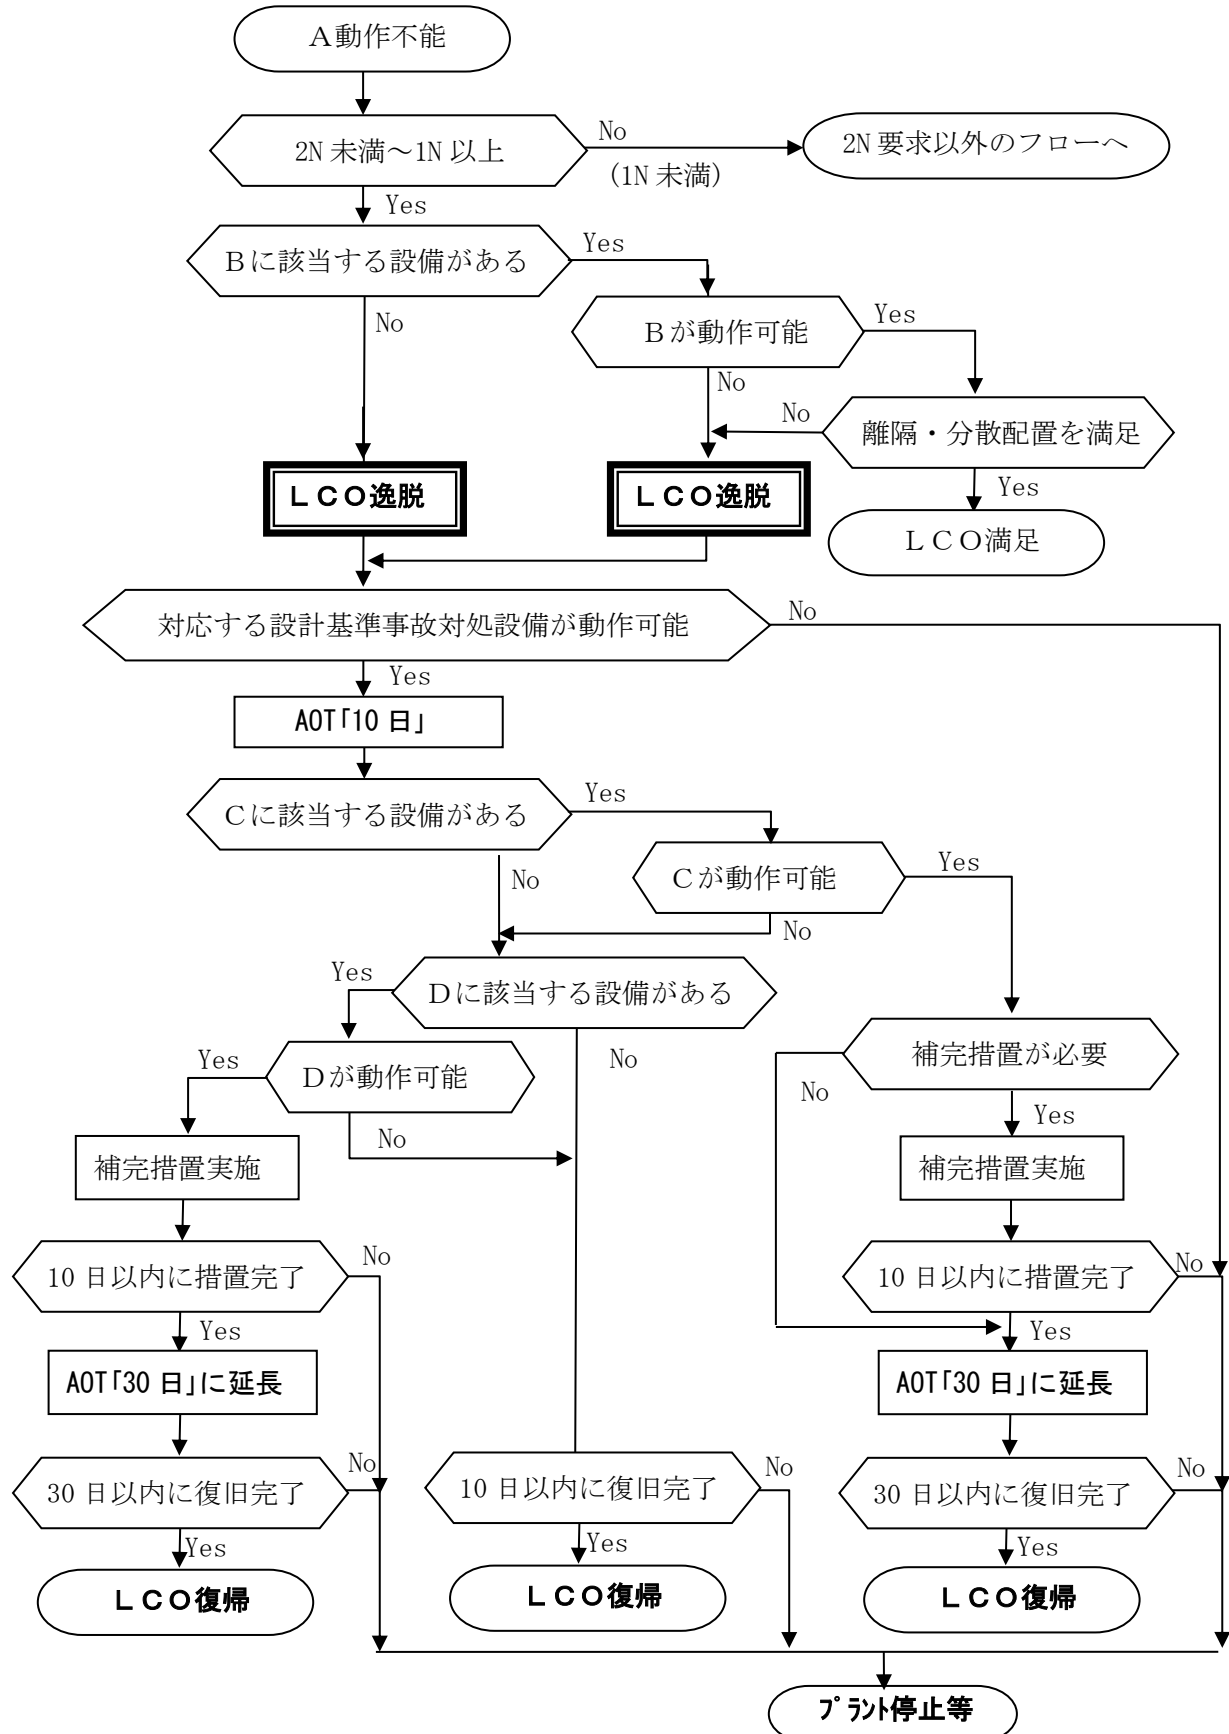 Ａ動作不能
2N 未満～1N 以上
No
(1N 未満)
2N 要求以外のフローへ
Yes
Ｂに該当する設備がある
Yes
No
Ｂが動作可能
Yes
No
No
離隔・分散配置を満足
Yes
ＬＣＯ逸脱
ＬＣＯ逸脱
ＬＣＯ満足
対応する設計基準事故対処設備が動作可能
No
Yes
AOT｢10 日｣
Ｃに該当する設備がある
Yes
No
Ｃが動作可能
Yes
No
Ｄに該当する設備がある
Yes
No
Ｄが動作可能
Yes
No
補完措置が必要
No
Yes
補完措置実施
補完措置実施
10 日以内に措置完了
No
Yes
10 日以内に措置完了
No
Yes
AOT｢30 日｣に延長
AOT｢30 日｣に延長
30 日以内に復旧完了
No
Yes
10 日以内に復旧完了
No
Yes
30 日以内に復旧完了
No
Yes
ＬＣＯ復帰
ＬＣＯ復帰
ＬＣＯ復帰
ﾌﾟﾗﾝﾄ停止等